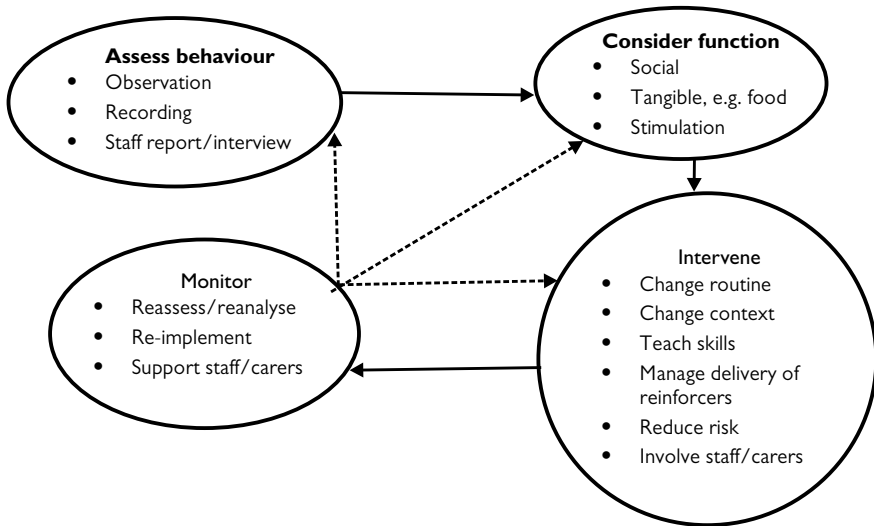 Assess behaviour
• Observation
• Recording
• Staff report/interview
Consider function
• Social
• Tangible, e.g. food
• Stimulation
Monitor
• Reassess/reanalyse
• Re-implement
• Support staff/carers
Intervene
• Change routine
• Change context
• Teach skills
• Manage delivery of
reinforcers
• Reduce risk
• Involve staff/carers